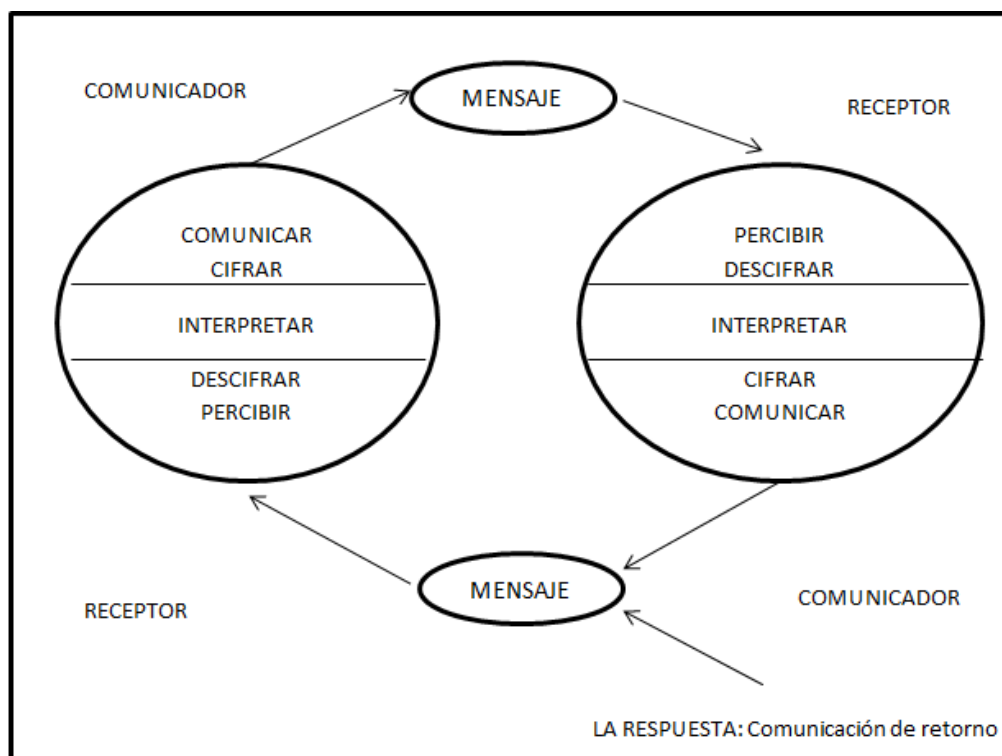 COMUNICADOR
MENSAJE
RECEPTOR
COMUNICAR
CIFRAR
INTERPRETAR
DESCIFRAR
PERCIBIR
PERCIBIR
DESCIFRAR
INTERPRETAR
CIFRAR
COMUNICAR
RECEPTOR
MENSAJE
COMUNICADOR
LA RESPUESTA: Comunicación de retorno